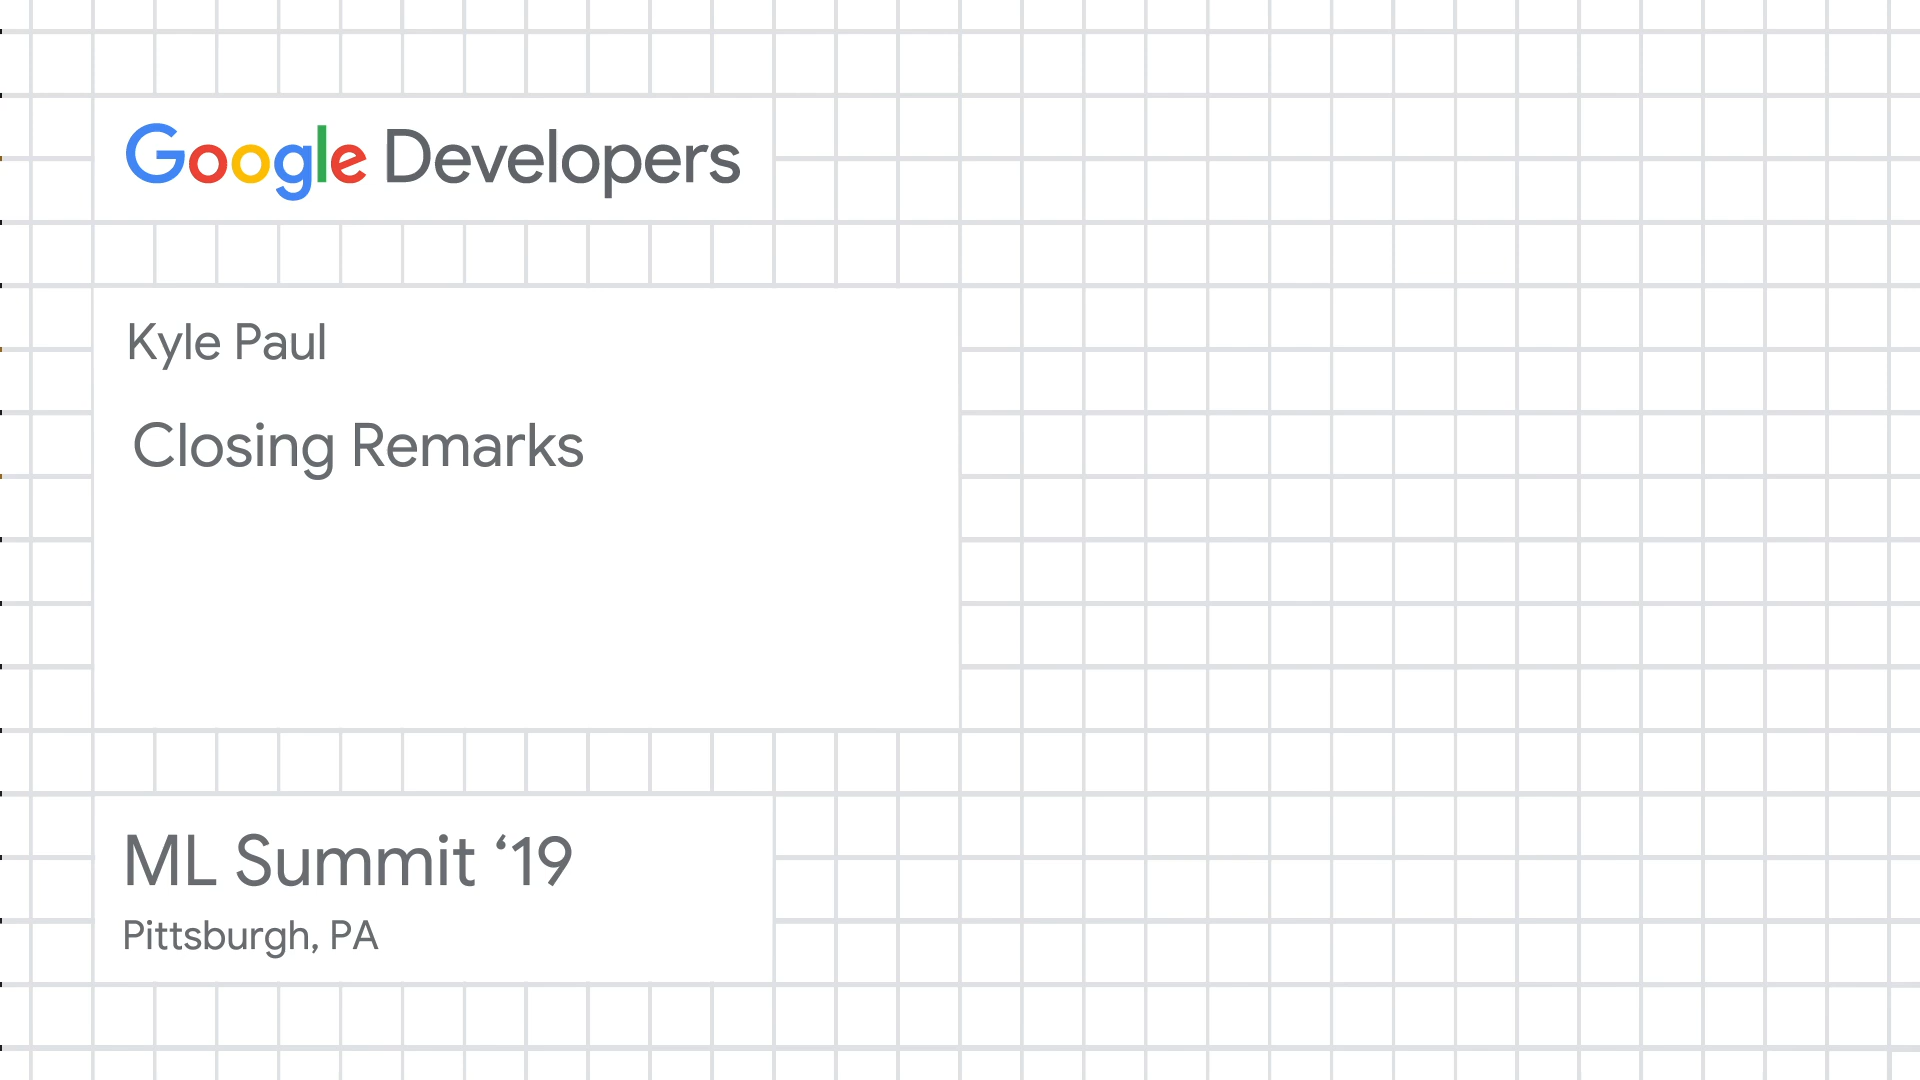 Google Developers
Kyle Paul
Closing Remarks
ML Summit ‘19
Pittsburgh, PA